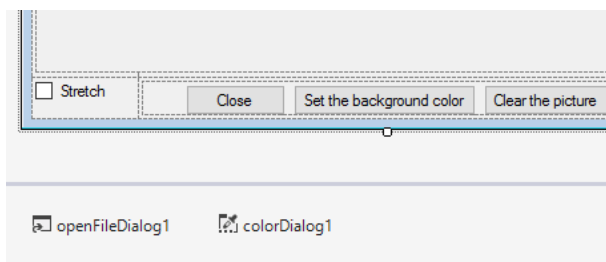 Stretch Close Set the background color Clear the picture
openFileDialog1 colorDialog1